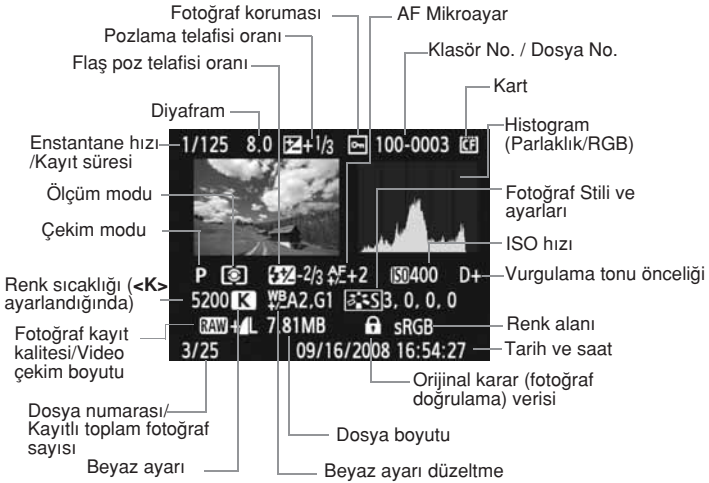 Fotoğraf koruması
AF Mikroayar
Pozlama telafisi oranı
Klasör No. / Dosya No.
Flaş poz telafisi oranı
Kart
Diyafram
Histogram
(Parlaklık/RGB)
Enstantane hızı
/Kayıt süresi
1/125 8.0 +1/3 100-0003 CF
Ölçüm modu
Fotoğraf Stili ve
ayarları
Çekim modu
ISO hızı
P -2/3 AF+2 ISO400 D+
Vurgulama tonu önceliği
Renk sıcaklığı (<K>
ayarlandığında)
5200 K WB A2,G1 S3, 0, 0, 0
Fotoğraf kayıt
kalitesi/Video
çekim boyutu
RAW+L 7.81MB sRGB
Renk alanı
3/25 09/16/2008 16:54:27
Tarih ve saat
Orijinal karar (fotoğraf
doğrulama) verisi
Dosya numarası/
Kayıtlı toplam fotoğraf
sayısı
Dosya boyutu
Beyaz ayarı
Beyaz ayarı düzeltme